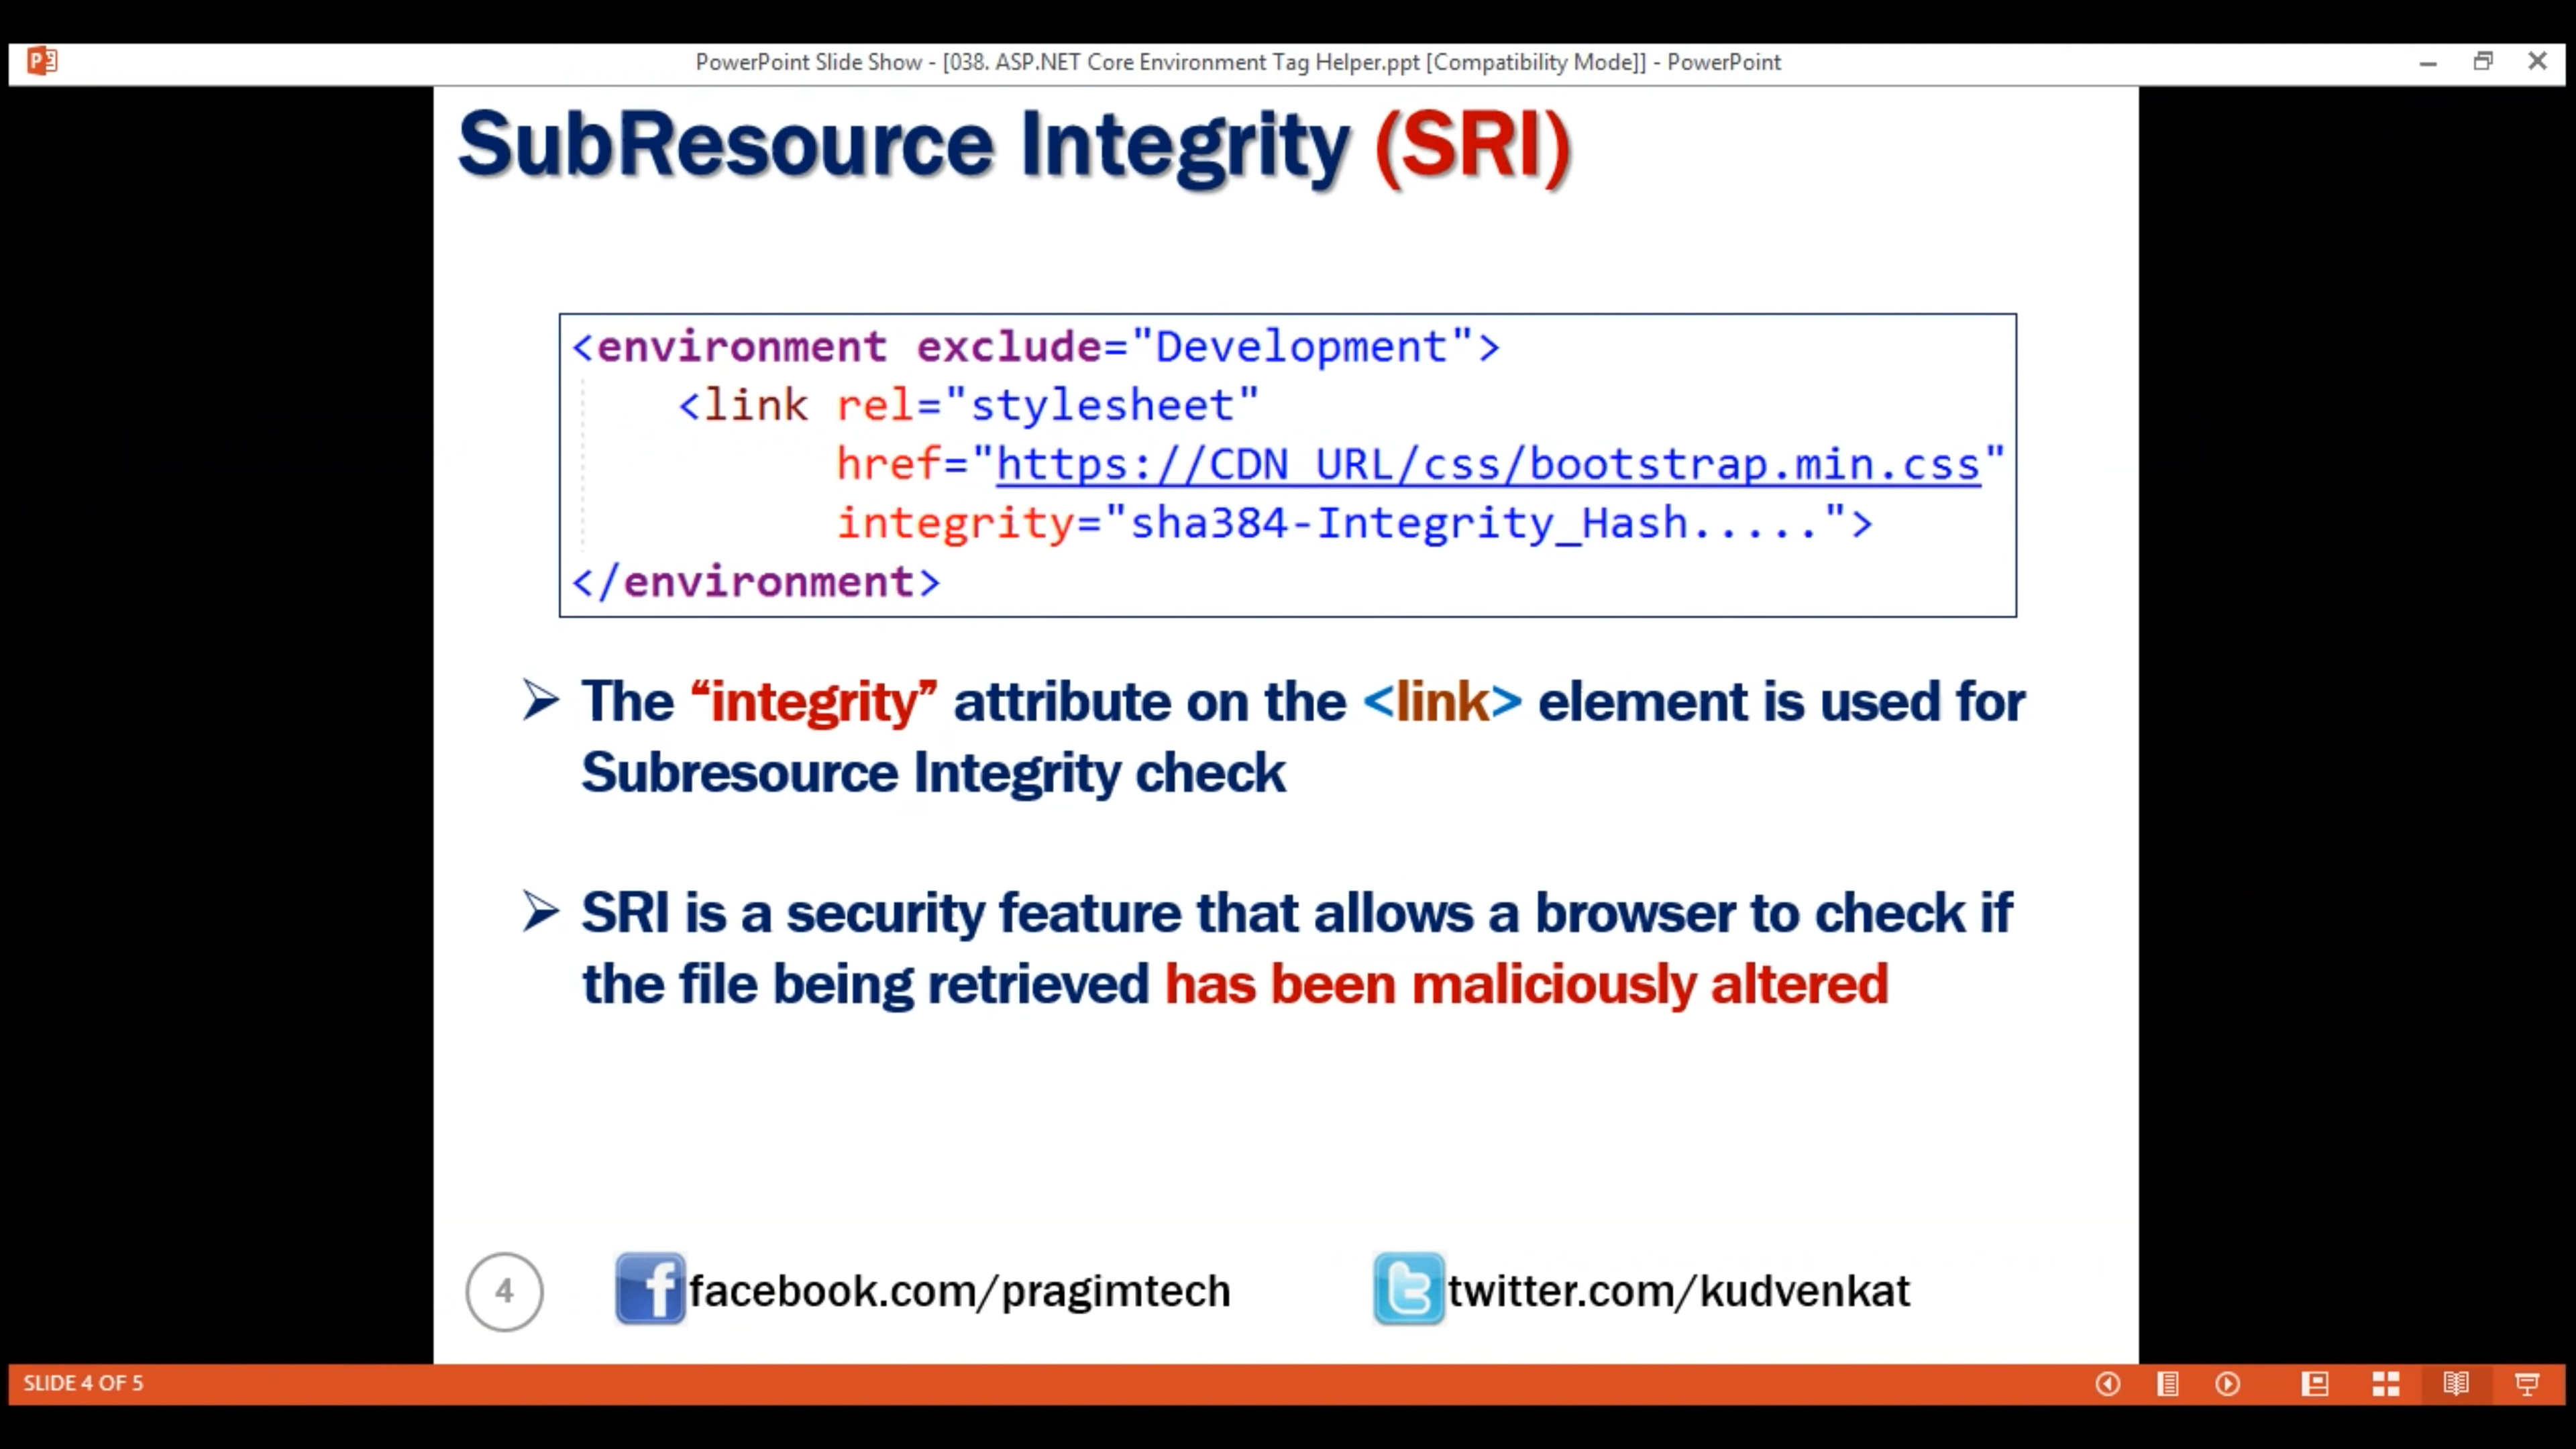 PowerPoint Slide Show - [038. ASP.NET Core Environment Tag Helper.ppt [Compatibility Mode]] - PowerPoint
SubResource Integrity (SRI)
<environment exclude="Development">
<link rel="stylesheet"
href="https://CDN URL/css/bootstrap.min.css"
integrity="sha384-Integrity_Hash.....">
</environment>
The “integrity” attribute on the <link> element is used for
Subresource Integrity check
SRI is a security feature that allows a browser to check if
the file being retrieved has been maliciously altered
4
facebook.com/pragimtech
twitter.com/kudvenkat
SLIDE 4 OF 5